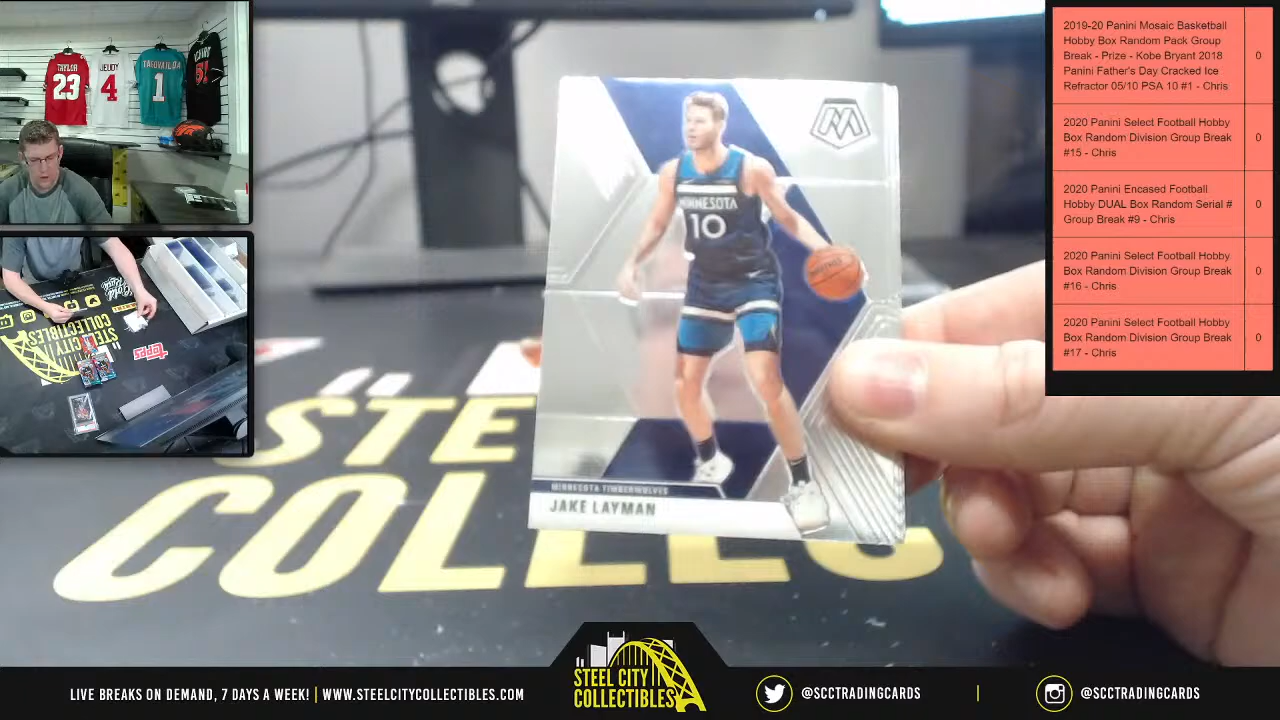 TAYLOR
23
JEUDY
4
TAGOVAILOA
1
51
STEEL CITY
COLLECTIBLES
topps
MINNESOTA
10
MINNESOTA TIMBERWOLVES
JAKE LAYMAN
STE
COLLEC
2019-20 Panini Mosaic Basketball
Hobby Box Random Pack Group
Break - Prize - Kobe Bryant 2018
Panini Father's Day Cracked Ice
Refractor 05/10 PSA 10 #1 - Chris
0
2020 Panini Select Football Hobby
Box Random Division Group Break
#15 - Chris
0
2020 Panini Encased Football
Hobby DUAL Box Random Serial #
Group Break #9 - Chris
0
2020 Panini Select Football Hobby
Box Random Division Group Break
#16 - Chris
0
2020 Panini Select Football Hobby
Box Random Division Group Break
#17 - Chris
0
LIVE BREAKS ON DEMAND, 7 DAYS A WEEK! | WWW.STEELCITYCOLLECTIBLES.COM
STEEL CITY
COLLECTIBLES
@SCCTRADINGCARDS
@SCCTRADINGCARDS